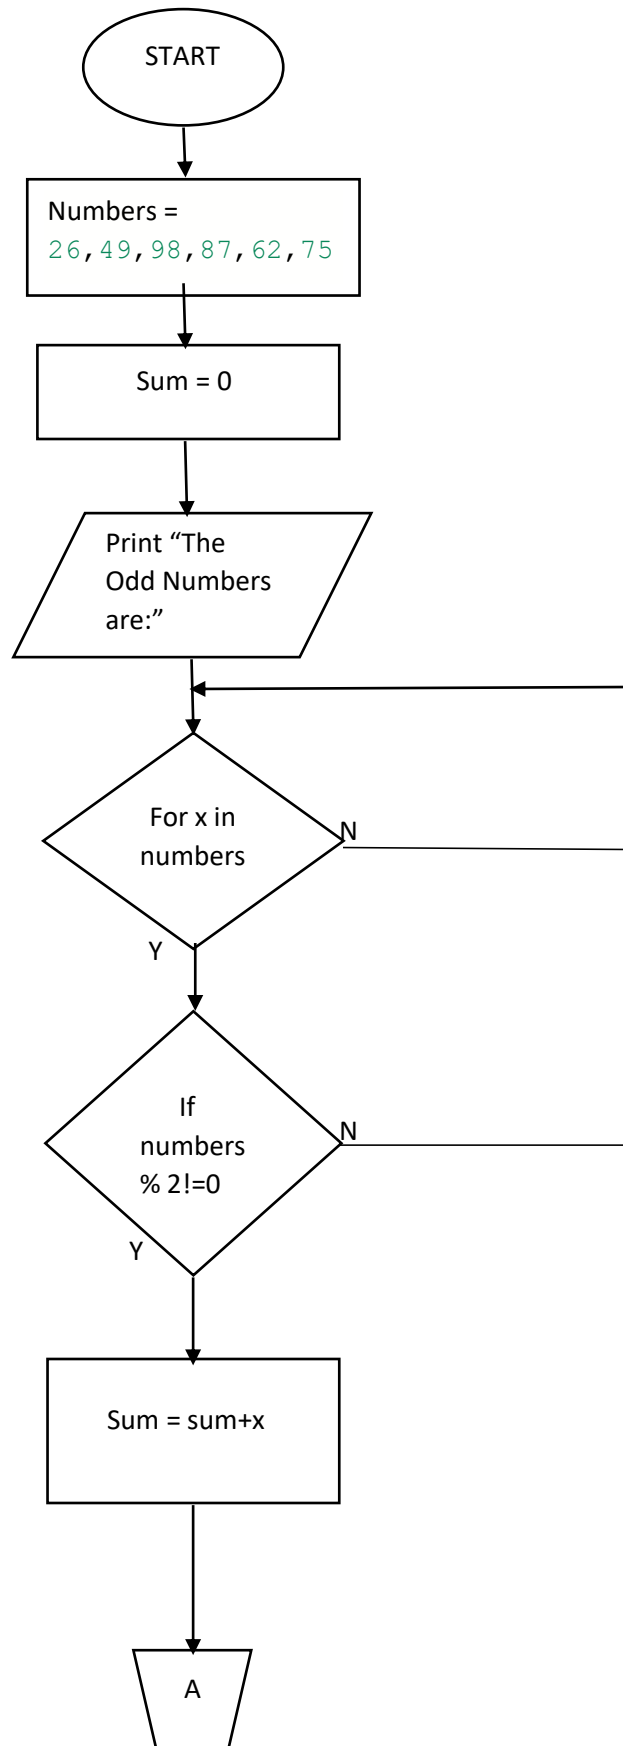 START
Numbers =
26,49,98,87,62,75
Sum = 0
Print “The
Odd Numbers
are:”
For x in
numbers
N
Y
If
numbers
% 2!=0
N
Y
Sum = sum+x
A